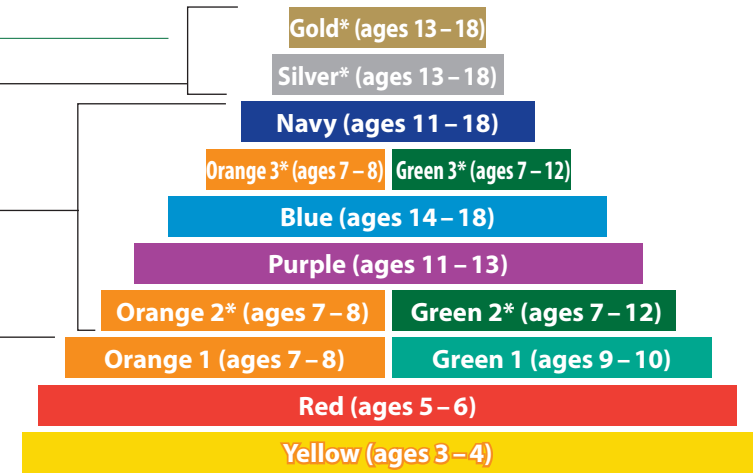 Gold* (ages 13 – 18)
Silver* (ages 13 – 18)
Navy (ages 11 – 18)
Orange 3* (ages 7 – 8) Green 3* (ages 7 – 12)
Blue (ages 14 – 18)
Purple (ages 11 – 13)
Orange 2* (ages 7 – 8) Green 2* (ages 7 – 12)
Orange 1 (ages 7 – 8) Green 1 (ages 9 – 10)
Red (ages 5 – 6)
Yellow (ages 3 – 4)